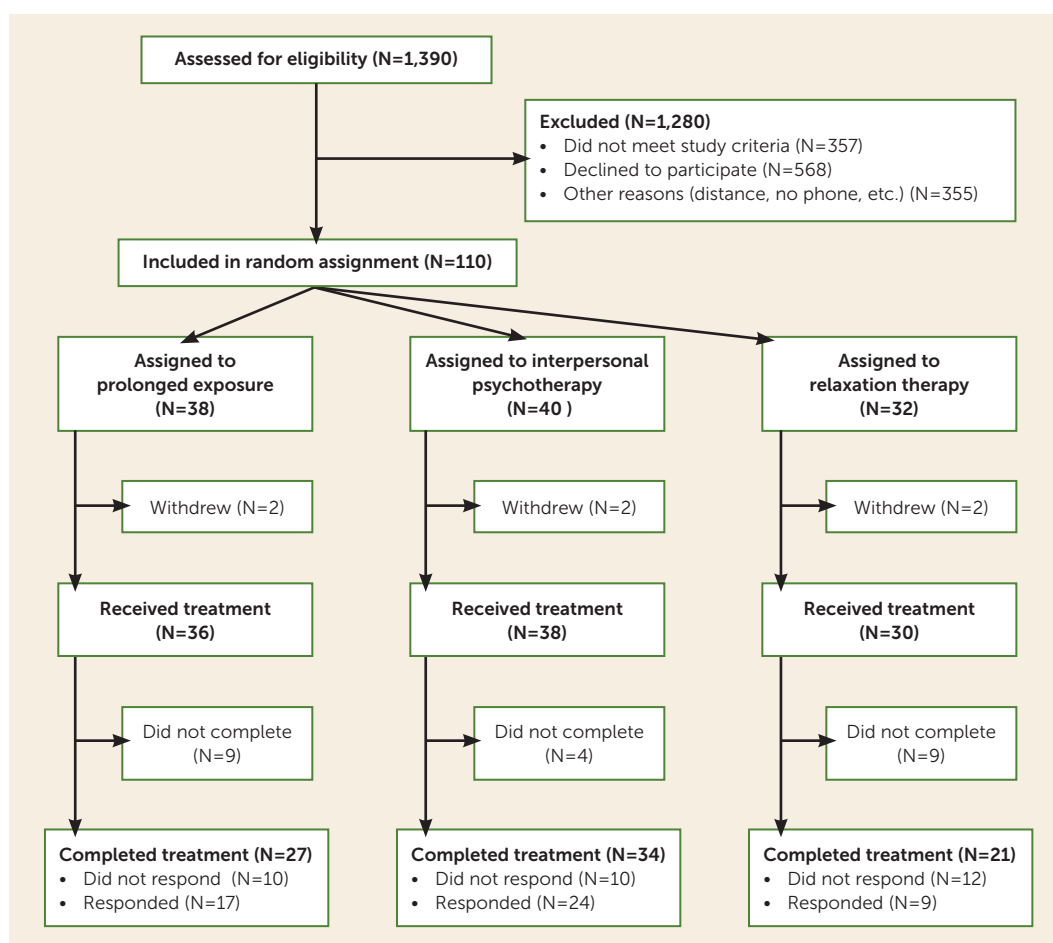 Assessed for eligibility (N=1,390)
Excluded (N=1,280)
• Did not meet study criteria (N=357)
• Declined to participate (N=568)
• Other reasons (distance, no phone, etc.) (N=355)
Included in random assignment (N=110)
Assigned to
prolonged exposure
(N=38)
Assigned to interpersonal
psychotherapy
(N=40 )
Assigned to
relaxation therapy
(N=32)
Withdrew (N=2)
Withdrew (N=2)
Withdrew (N=2)
Received treatment
(N=36)
Received treatment
(N=38)
Received treatment
(N=30)
Did not complete
(N=9)
Did not complete
(N=4)
Did not complete
(N=9)
Completed treatment (N=27)
• Did not respond (N=10)
• Responded (N=17)
Completed treatment (N=34)
• Did not respond (N=10)
• Responded (N=24)
Completed treatment (N=21)
• Did not respond (N=12)
• Responded (N=9)